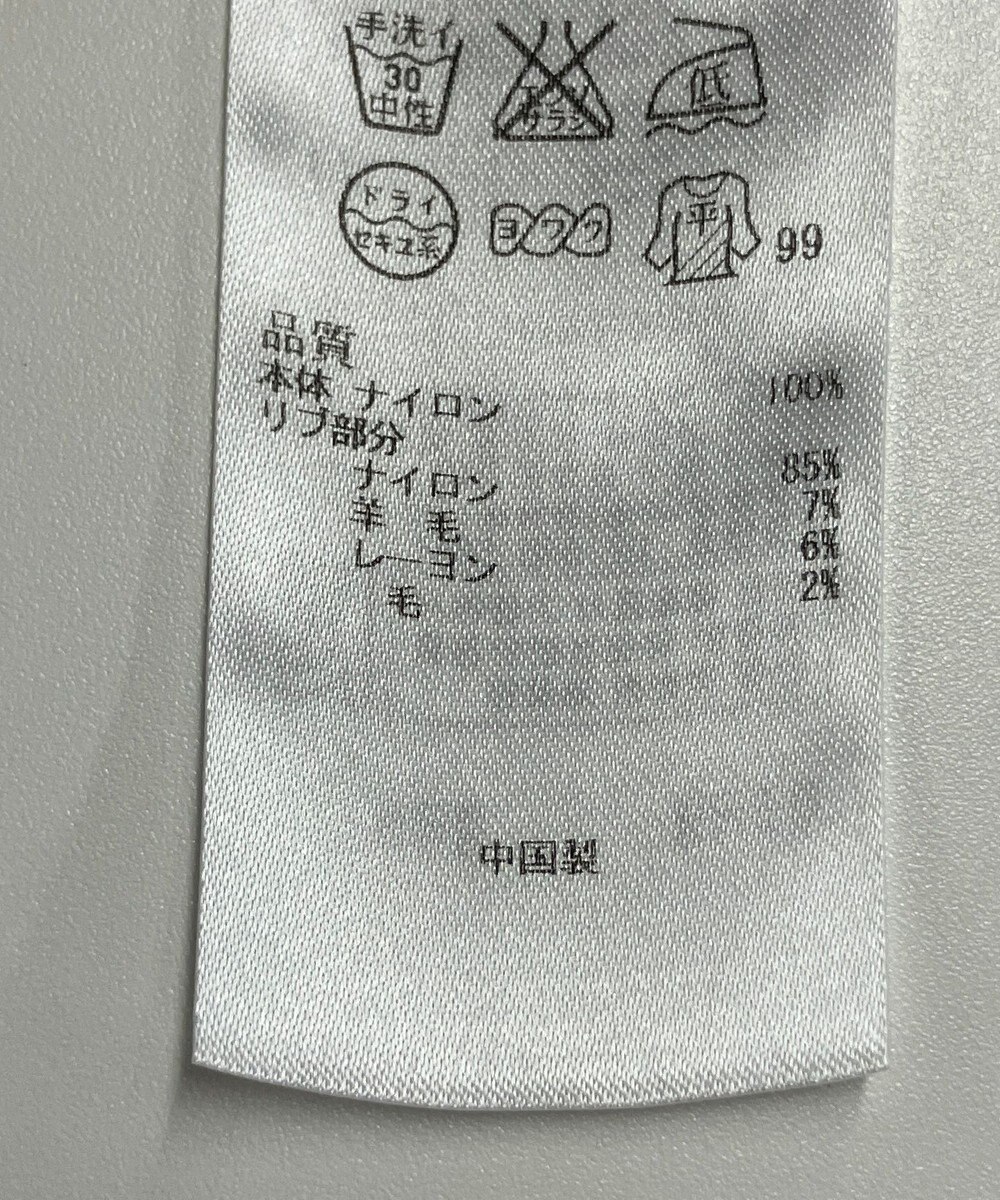 手洗イ
30
中性
エンソ
サラシ
低
ドライ
セキユ系
ヨワク
平
99
品質
本体 ナイロン 100%
リブ部分
ナイロン 85%
羊 毛 7%
レーヨン 6%
毛 2%
中国製